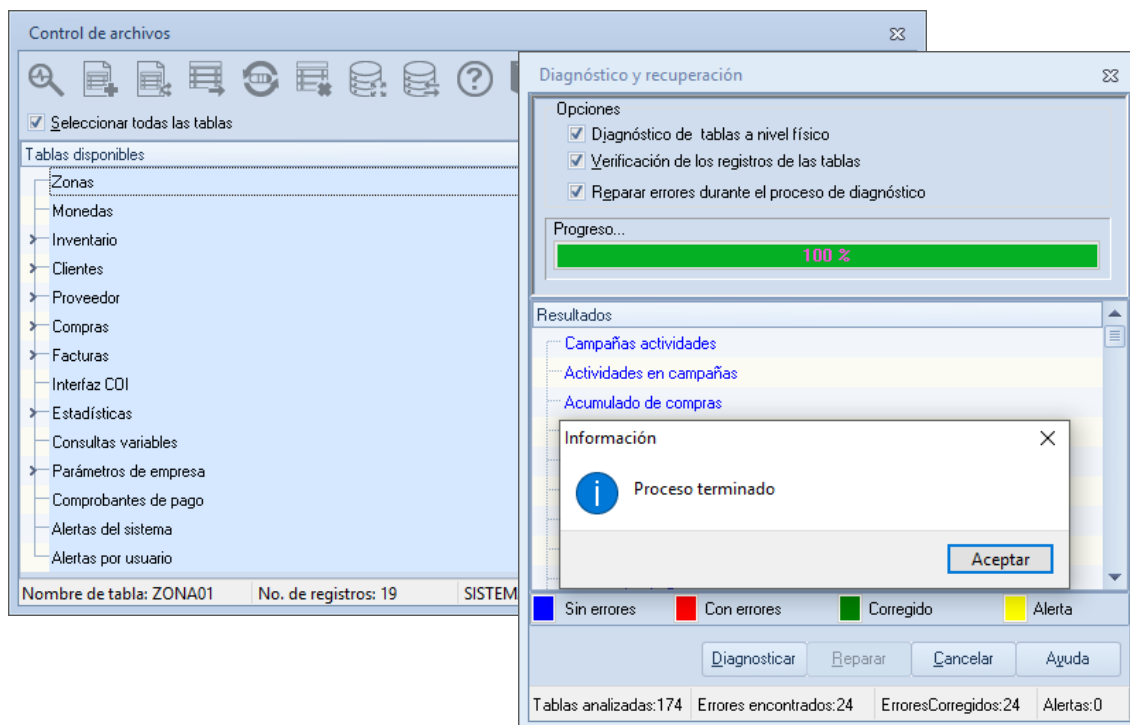 Control de archivos
Seleccionar todas las tablas
Tablas disponibles
Zonas
Monedas
Inventario
Clientes
Proveedor
Compras
Facturas
Interfaz COI
Estadísticas
Consultas variables
Parámetros de empresa
Comprobantes de pago
Alertas del sistema
Alertas por usuario
Nombre de tabla: ZONA01 No. de registros: 19 SISTEM
Diagnóstico y recuperación
Opciones
Diagnóstico de tablas a nivel físico
Verificación de los registros de las tablas
Reparar errores durante el proceso de diagnóstico
Progreso...
100 %
Resultados
Campañas actividades
Actividades en campañas
Acumulado de compras
Información
Proceso terminado
Aceptar
Sin errores Con errores Corregido Alerta
Diagnosticar Reparar Cancelar Ayuda
Tablas analizadas:174 Errores encontrados:24 ErroresCorregidos:24 Alertas:0